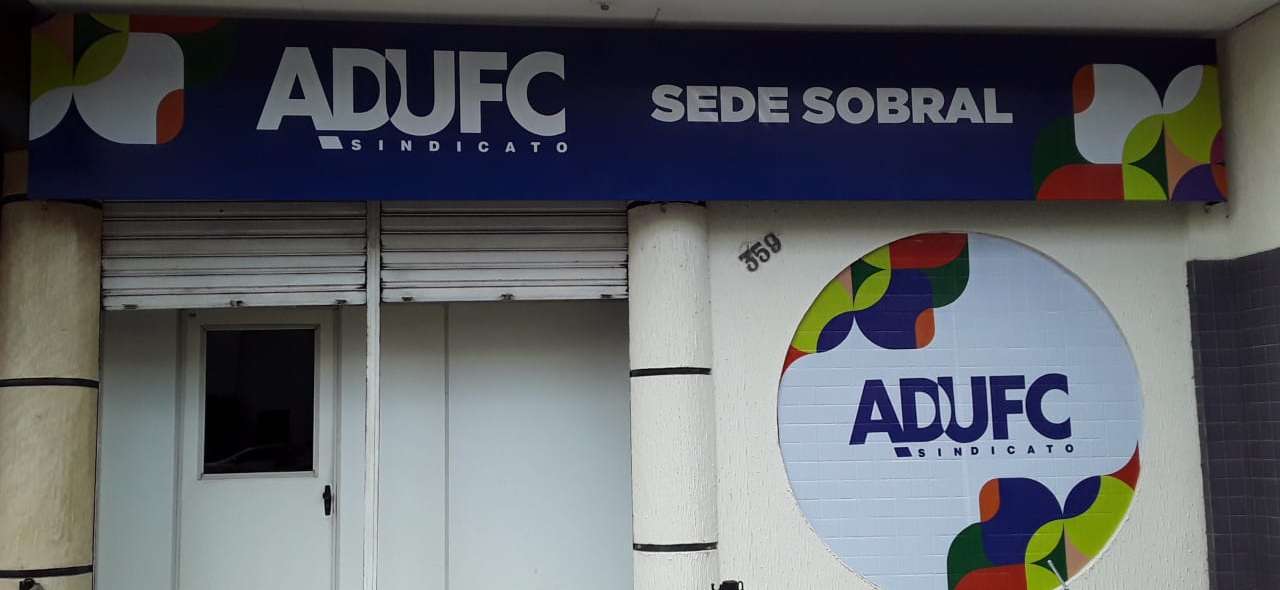 ADUFC
SINDICATO
SEDE SOBRAL
359
ADUFC
SINDICATO